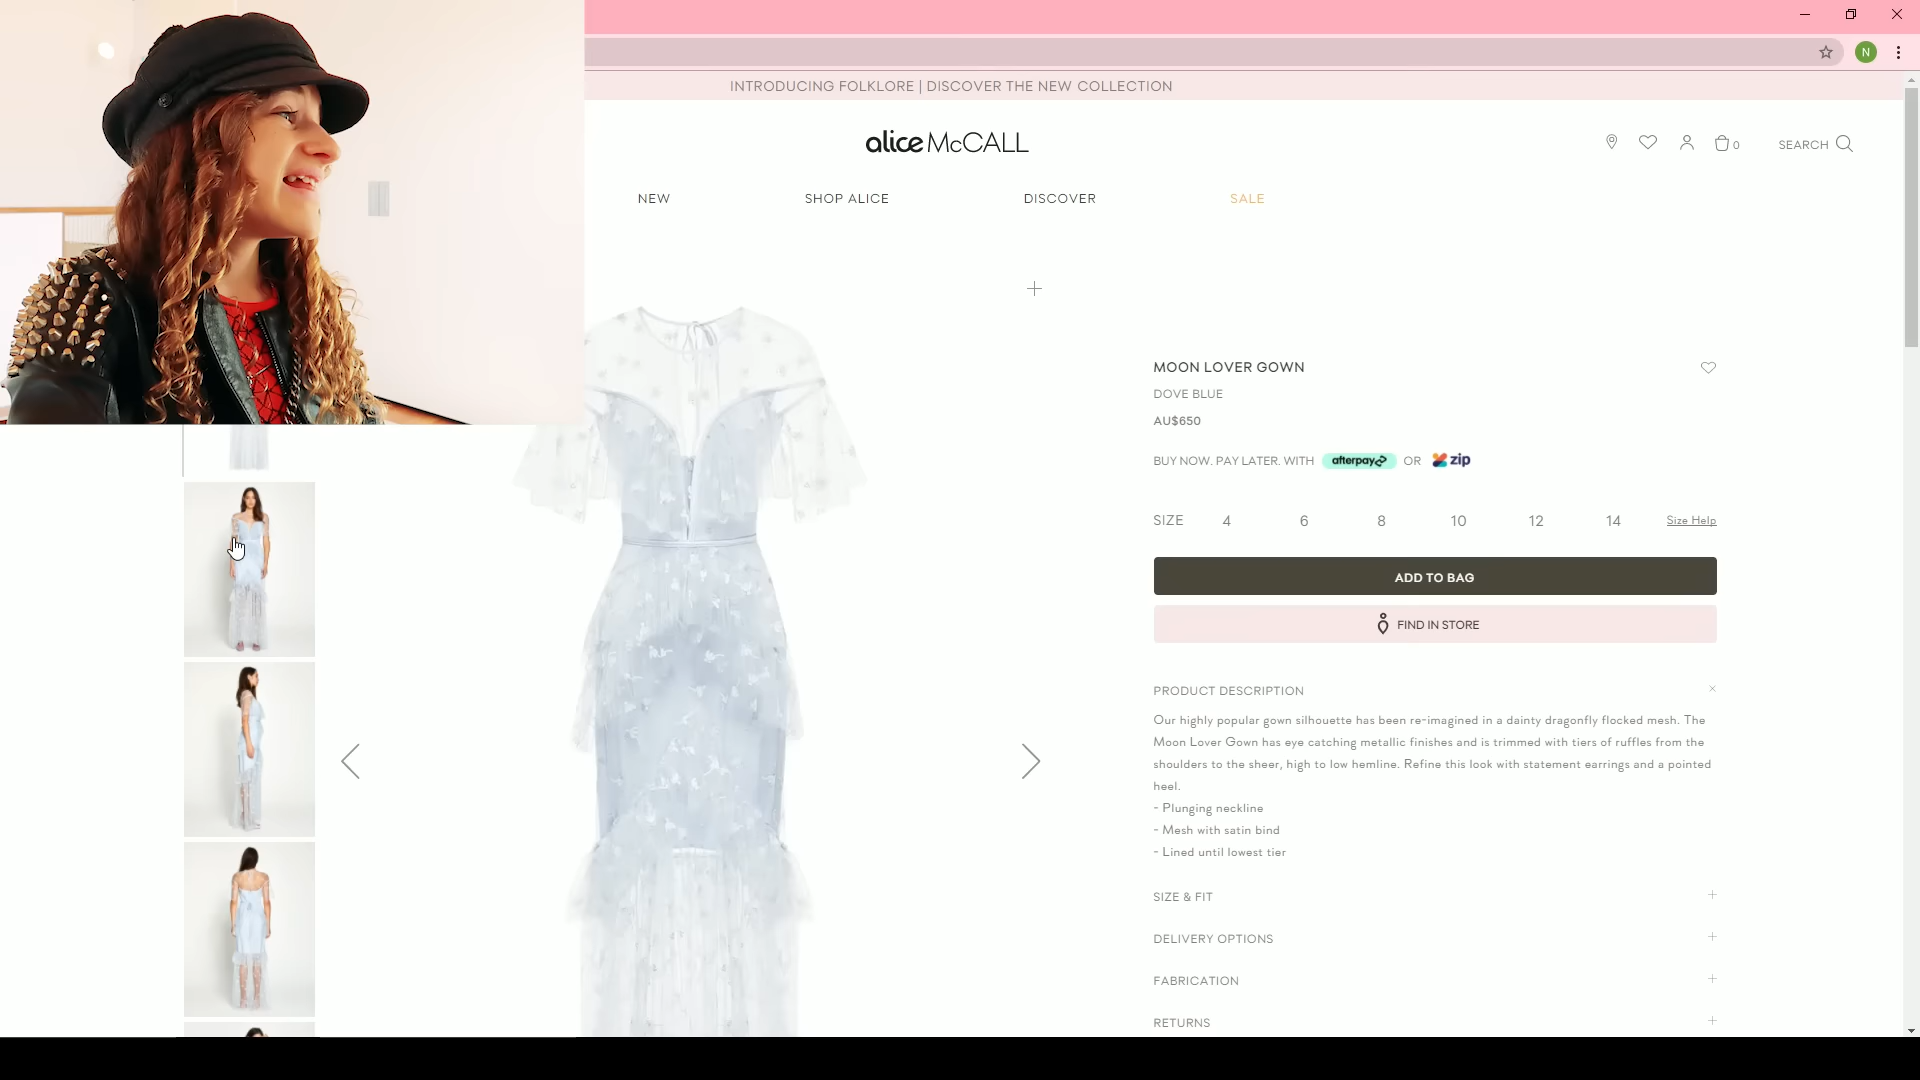 N
INTRODUCING FOLKLORE | DISCOVER THE NEW COLLECTION
alice McCALL
0
SEARCH
NEW
SHOP ALICE
DISCOVER
SALE
MOON LOVER GOWN
DOVE BLUE
AU$650
BUY NOW. PAY LATER. WITH afterpay OR zip
SIZE 4 6 8 10 12 14 Size Help
ADD TO BAG
FIND IN STORE
PRODUCT DESCRIPTION
Our highly popular gown silhouette has been re-imagined in a dainty dragonfly flocked mesh. The
Moon Lover Gown has eye catching metallic finishes and is trimmed with tiers of ruffles from the
shoulders to the sheer, high to low hemline. Refine this look with statement earrings and a pointed
heel.
- Plunging neckline
- Mesh with satin bind
- Lined until lowest tier
SIZE & FIT
DELIVERY OPTIONS
FABRICATION
RETURNS